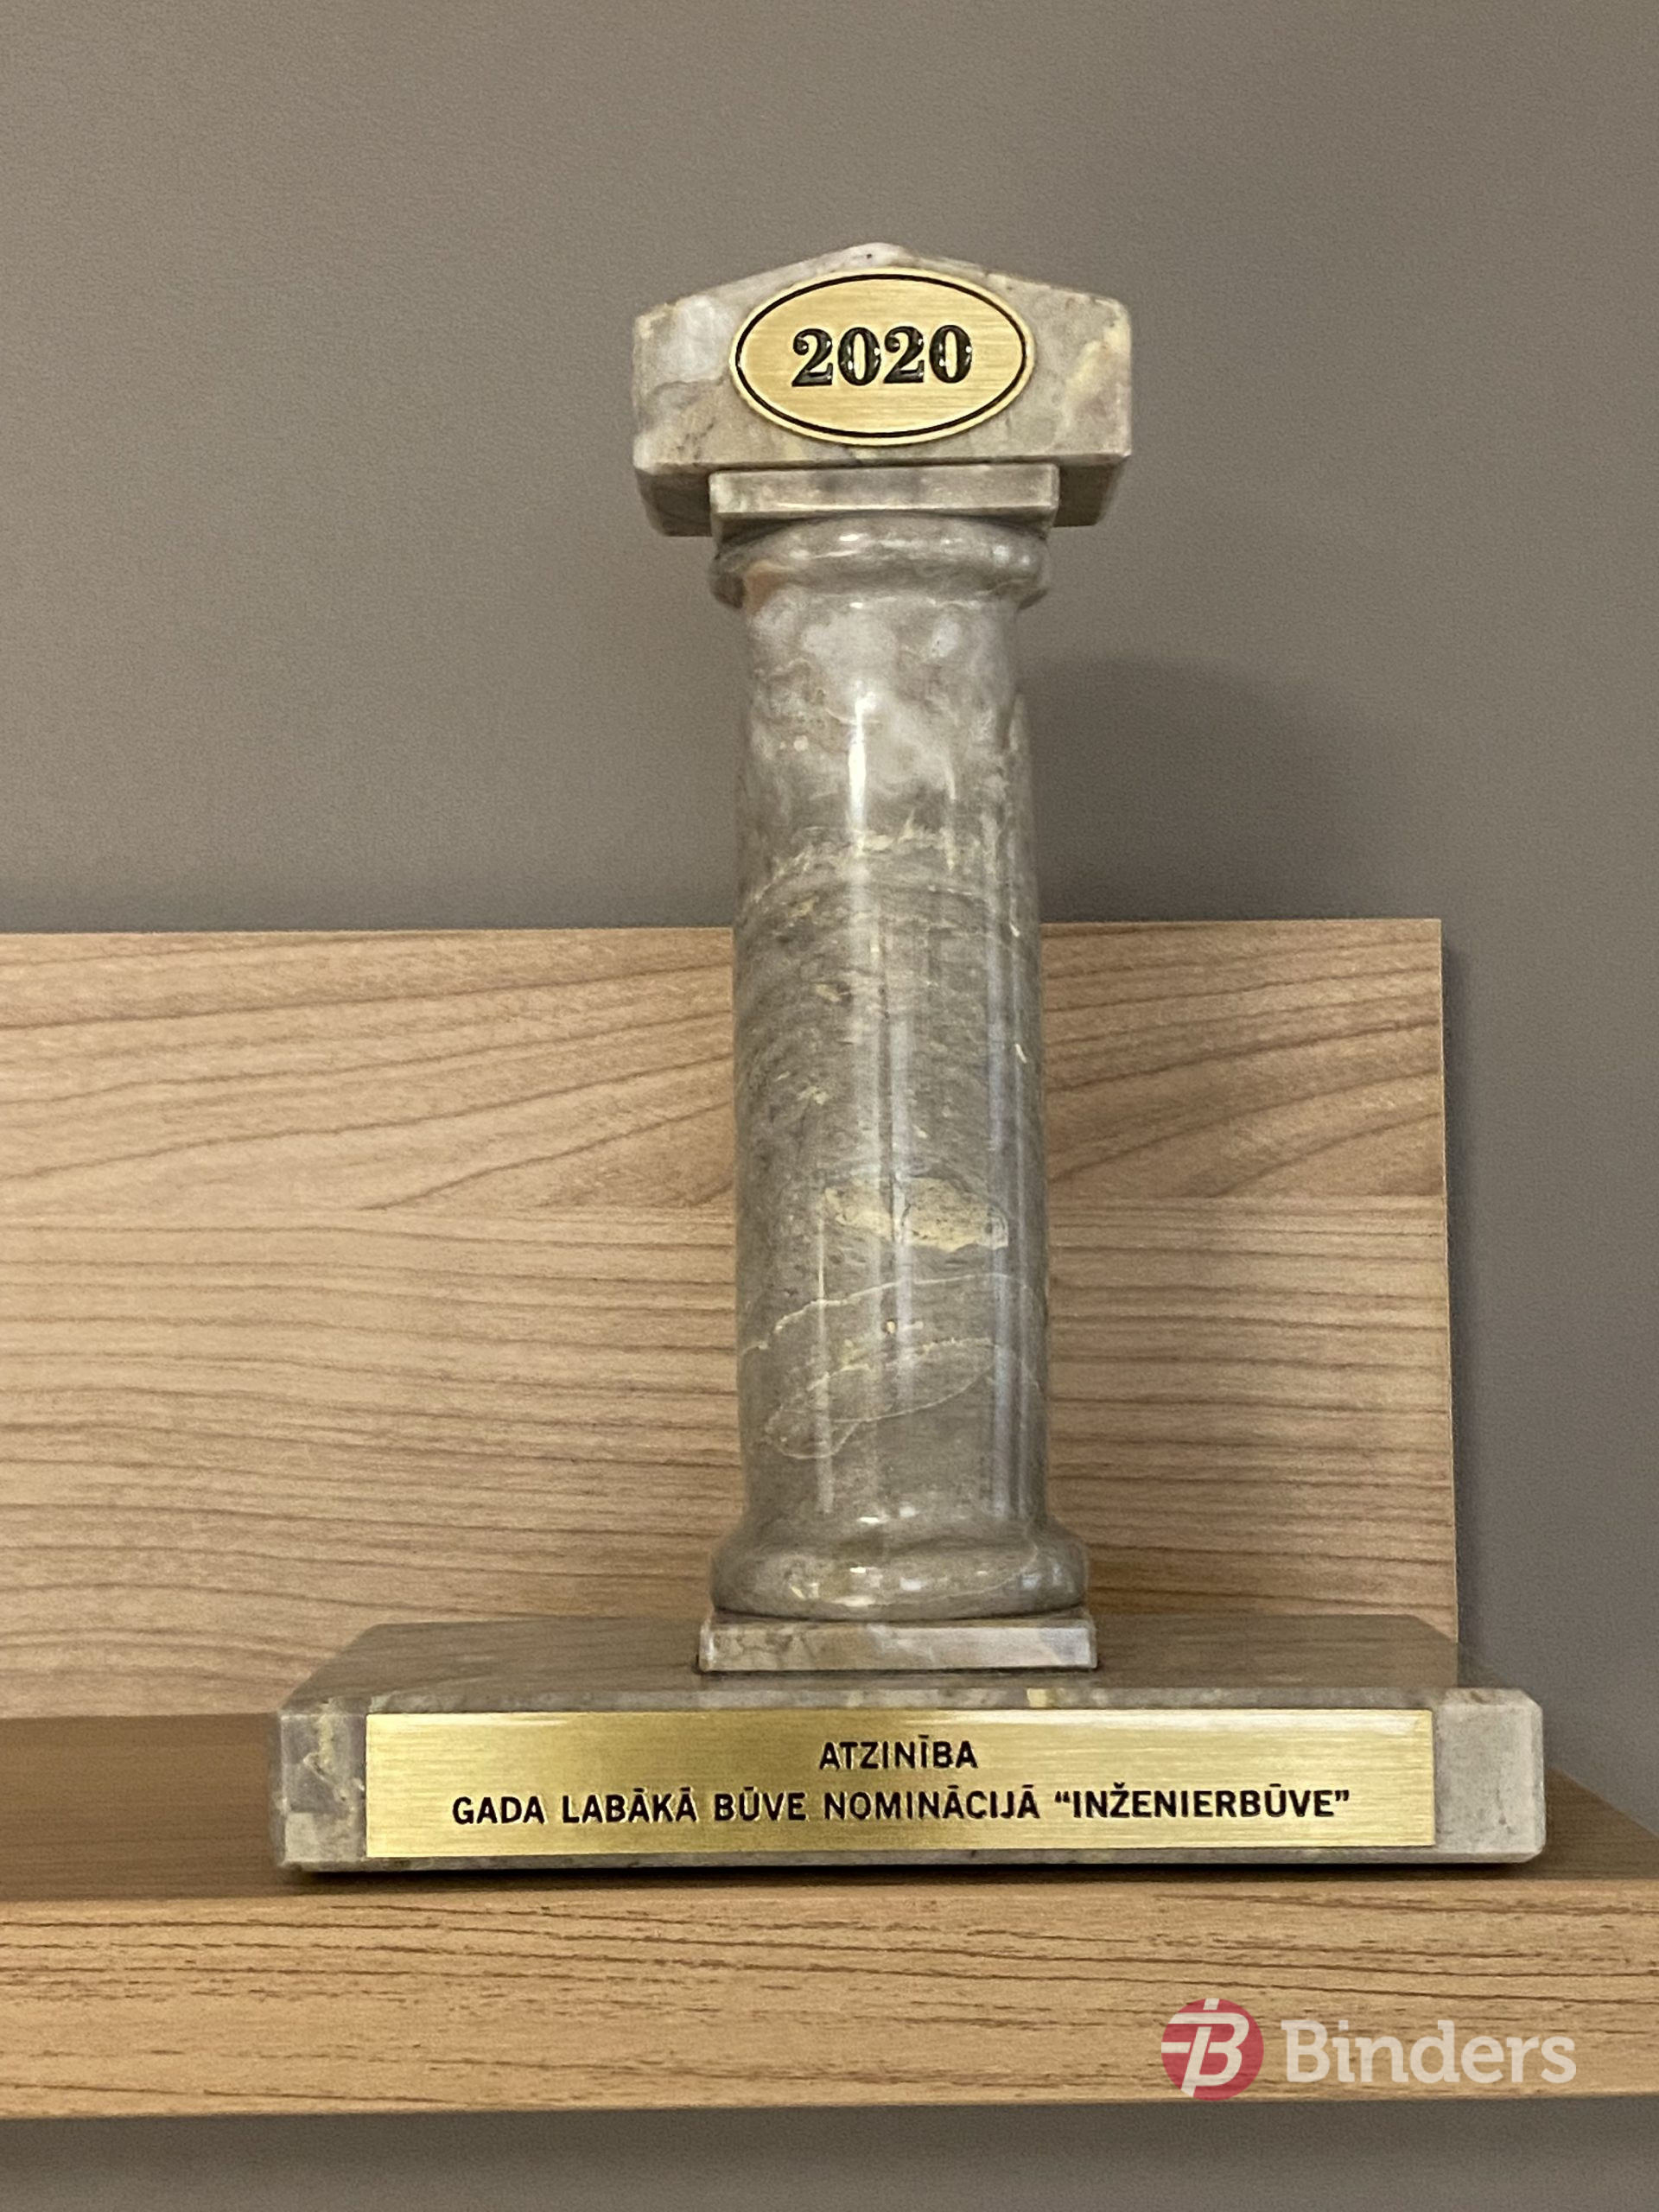 2020
ATZINĪBA
GADA LABĀKĀ BŪVE NOMINĀCIJĀ “INŽENIERBŪVE”
Binders